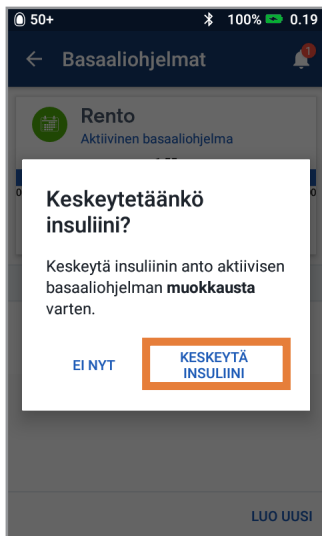 50+ 100% 0.19
Basaaliohjelmat 1
Rento
Aktiivinen basaaliohjelma
Keskeytetäänkö
insuliini?
Keskeytä insuliinin anto aktiivisen
basaaliohjelman muokkausta
varten.
EI NYT
KESKEYTÄ
INSULIINI
LUO UUSI